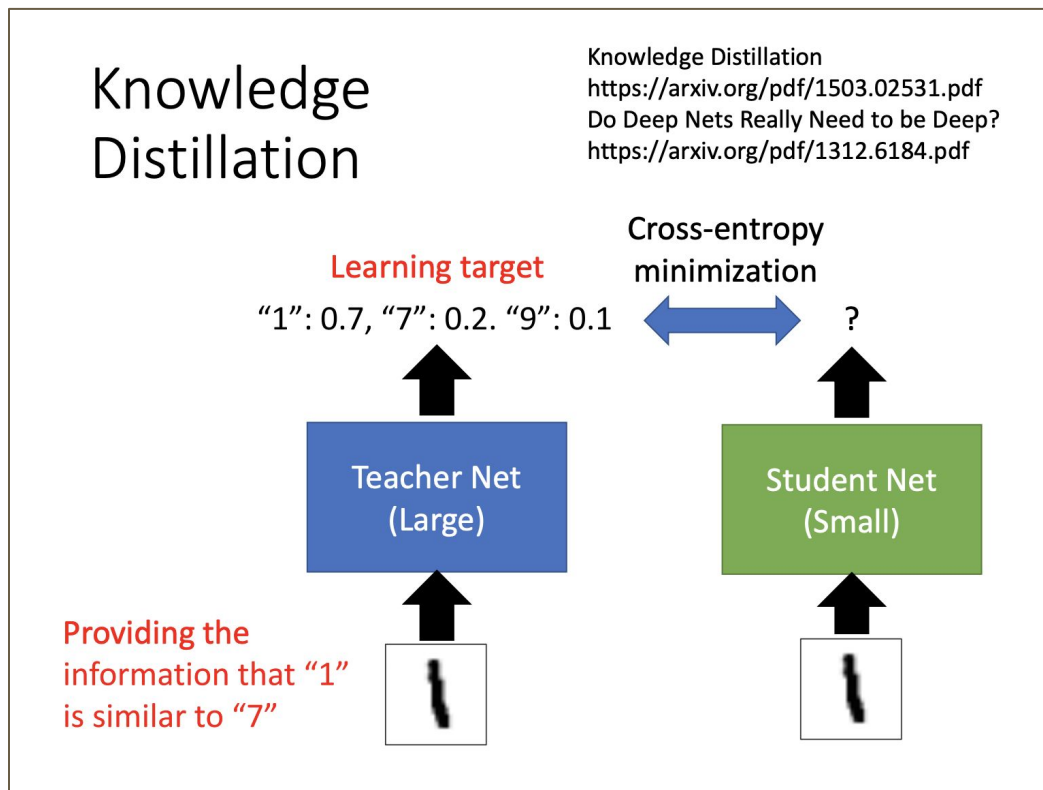 Knowledge
Distillation
Knowledge Distillation
https://arxiv.org/pdf/1503.02531.pdf
Do Deep Nets Really Need to be Deep?
https://arxiv.org/pdf/1312.6184.pdf
Cross-entropy
minimization
Learning target
“1”: 0.7, “7”: 0.2. “9”: 0.1
?
Teacher Net
(Large)
Student Net
(Small)
Providing the
information that “1”
is similar to “7”